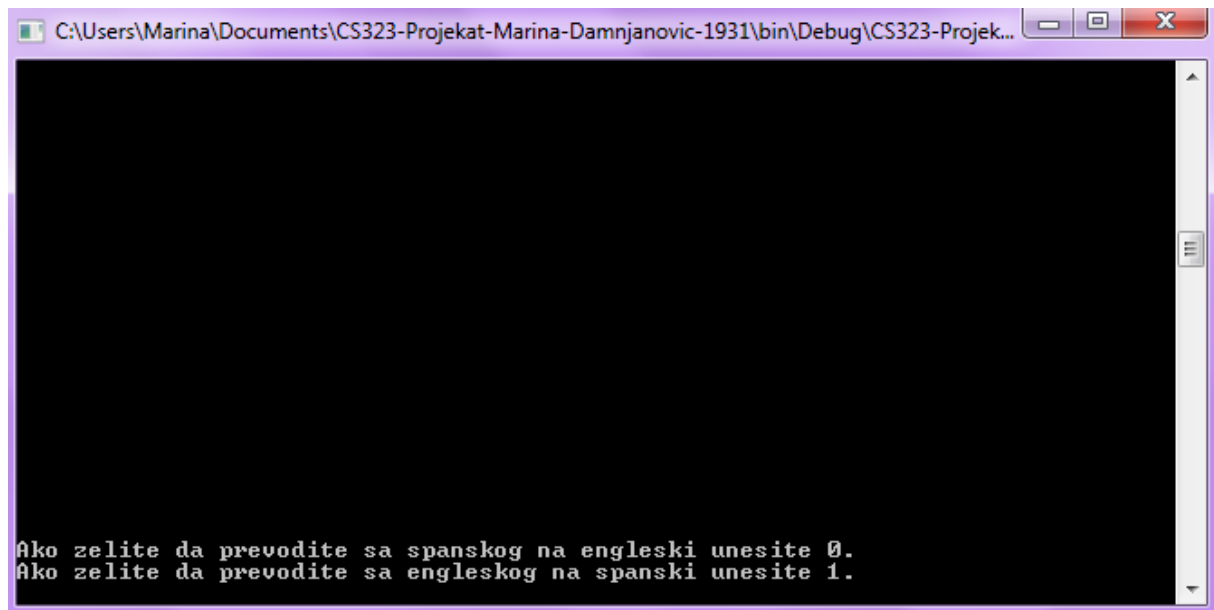 C:\Users\Marina\Documents\CS323-Projekat-Marina-Damnjanovic-1931\bin\Debug\CS323-Projek...
Ako zelite da prevodite sa spanskog na engleski unesite 0.
Ako zelite da prevodite sa engleskog na spanski unesite 1.